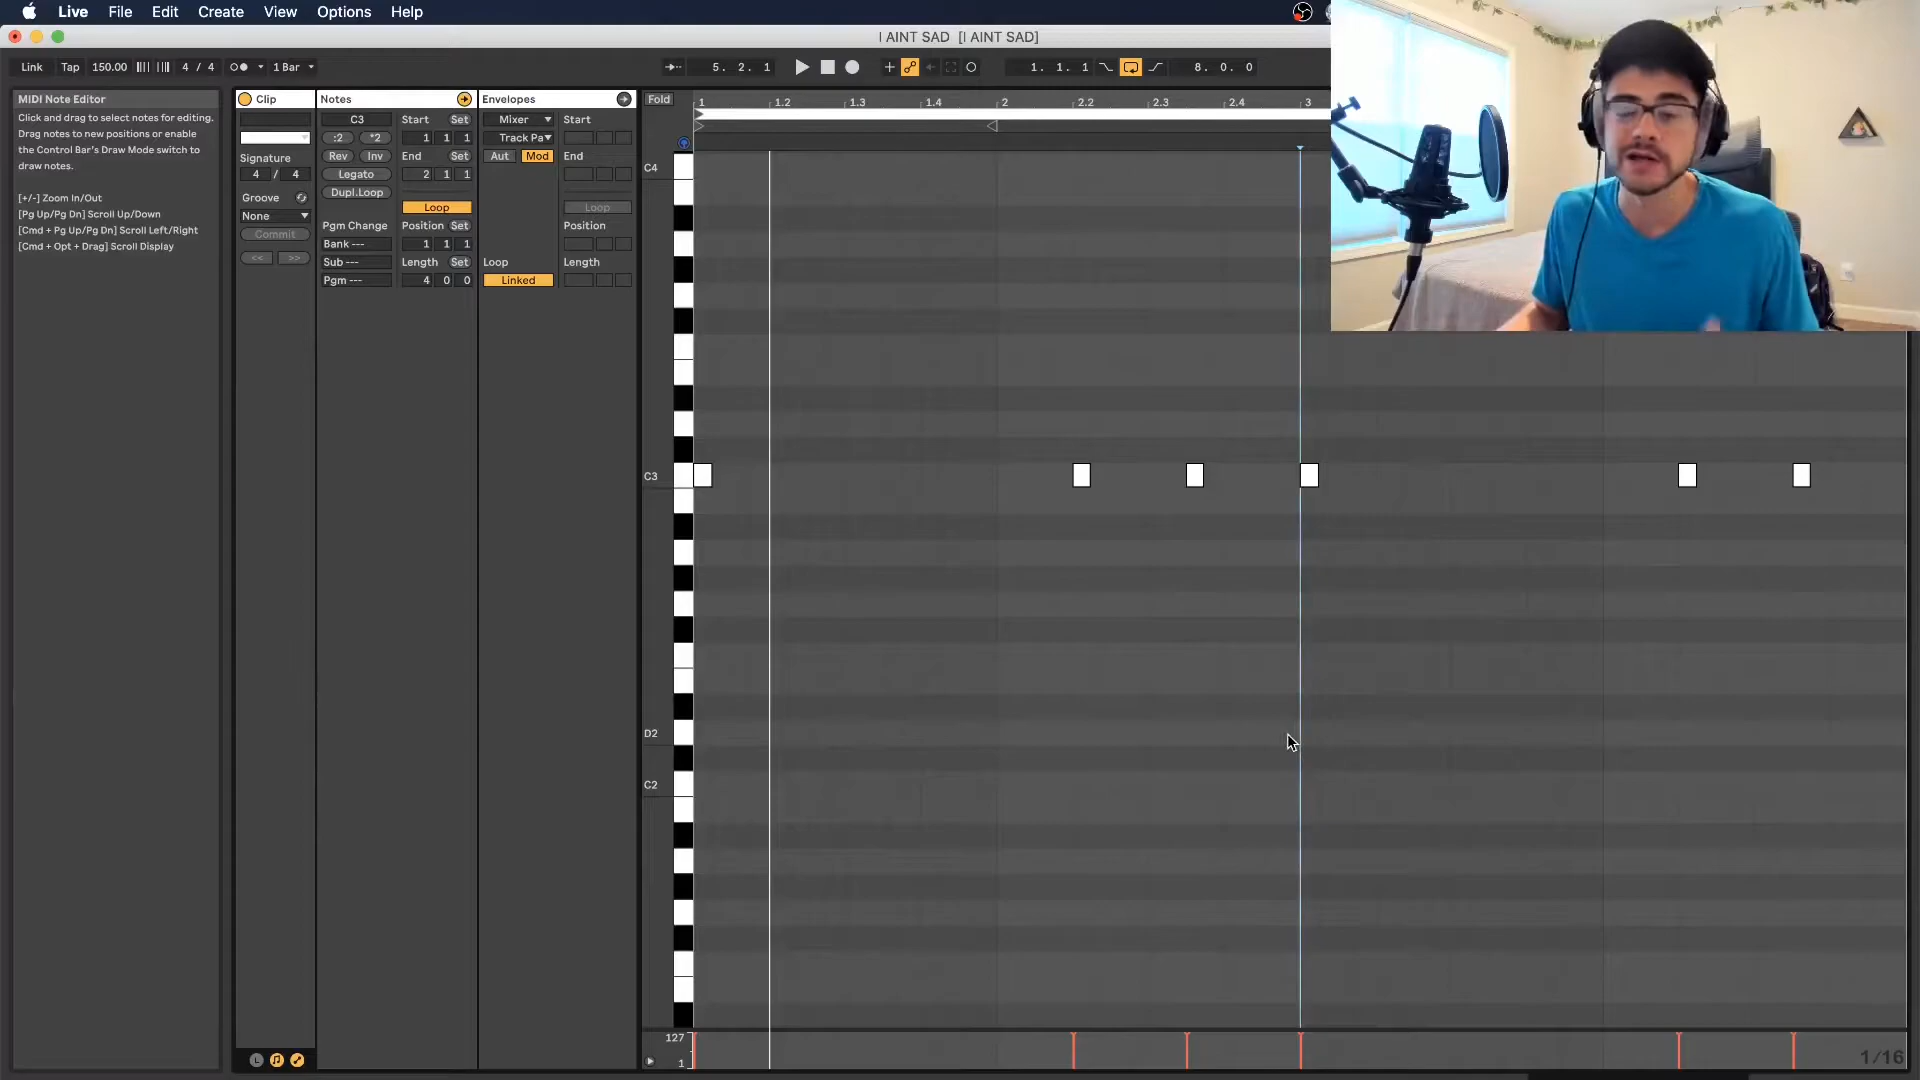 Live File Edit Create View Options Help
I AINT SAD [I AINT SAD]
Link Tap 150.00 4 / 4 1 Bar 5. 2. 1 1. 1. 1 8. 0. 0
MIDI Note Editor
Click and drag to select notes for editing.
Drag notes to new positions or enable
the Control Bar's Draw Mode switch to
draw notes.
[+/-] Zoom In/Out
[Pg Up/Pg Dn] Scroll Up/Down
[Cmd + Pg Up/Pg Dn] Scroll Left/Right
[Cmd + Opt + Drag] Scroll Display
Clip
Signature
4 / 4
Groove
None
Commit
<< >>
Notes
C3
:2 *2
Rev Inv
Legato
Dupl.Loop
Pgm Change
Bank ---
Sub ---
Pgm ---
Start Set
1 1 1
End Set
2 1 1
Loop
Position Set
1 1 1
Length Set
4 0 0
Envelopes
Mixer
Track Pa
Aut Mod
Loop
Linked
Start
End
Loop
Position
Length
Fold
1 1.2 1.3 1.4 2 2.2 2.3 2.4 3
C4
C3
D2
C2
127
1
1/16